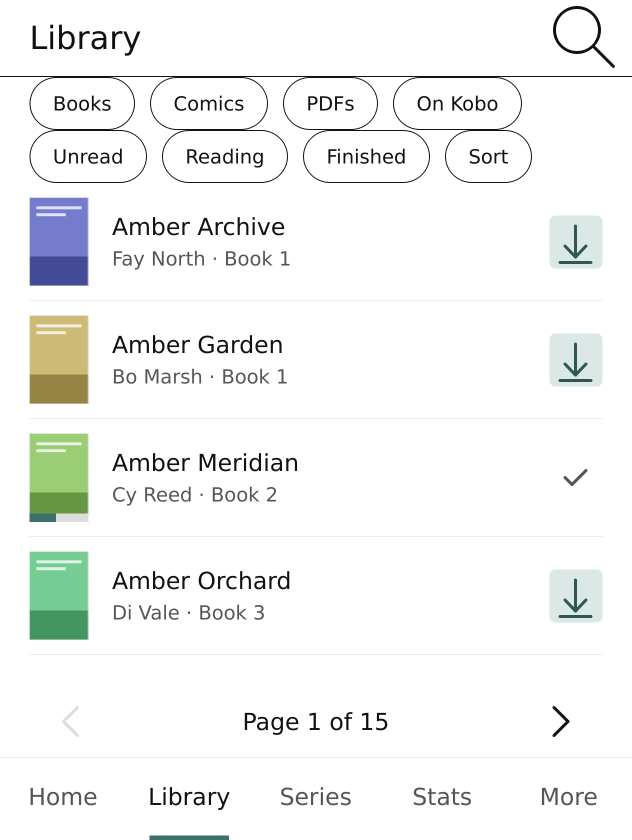 Library
Books Comics PDFs On Kobo
Unread Reading Finished Sort
Amber Archive
Fay North · Book 1
Amber Garden
Bo Marsh · Book 1
Amber Meridian
Cy Reed · Book 2
Amber Orchard
Di Vale · Book 3
Page 1 of 15
Home Library Series Stats More